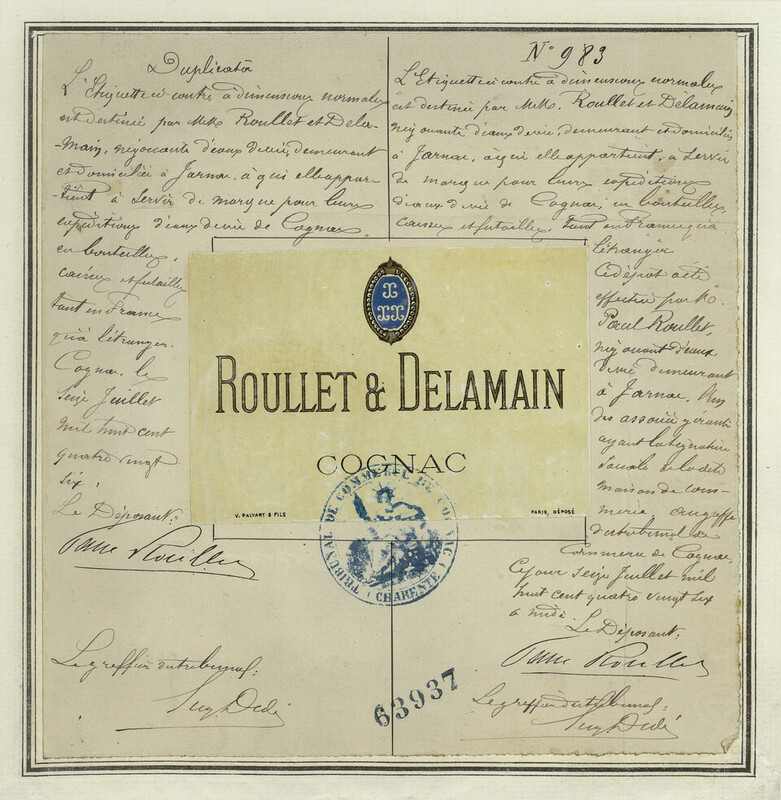 Duplicata
L'Etiquette ci contre à dimensions normales
est destinée par M.M. Roullet et Dela-
-main, négociants d'eaux de vie, demeurant
et domiciliés à Jarnac, à qui elle appar-
-tient à servir de marque pour leurs
expéditions d'eaux de vie de Cognac
en bouteilles,
caisses et futailles
tant en France
qu'à l'étranger.
Cognac, le
seize Juillet
mil huit cent
quatre vingt
six.
Le Déposant:
Paul Roullet
Le greffier du tribunal:
N° 983
L'Etiquette ci contre à dimensions normales
est destinée par M.M. Roullet et Delamain
négociants d'eaux de vie, demeurant et domiciliés
à Jarnac, à qui elle appartient, à servir
de marque pour leurs expéditions
d'eaux de vie de Cognac, en bouteilles,
caisses et futailles, tant en France qu'à
l'étranger
Ce dépôt a été
effectué par M.
Paul Roullet,
négociant d'eaux
de vie demeurant
à Jarnac, l'un
des associés gérants
ayant la signature
sociale de la dite
maison de com-
merce, au greffe
du tribunal de
Commerce de Cognac,
Ce jour seize Juillet mil
huit cent quatre vingt six
à midi
Le Déposant:
Paul Roullet
Le greffier du tribunal:
ROULLET & DELAMAIN
COGNAC
V. PALYART & FILS
PARIS, DÉPOSÉ
TRIBUNAL DE COMMERCE DE COGNAC
(CHARENTE)
63937